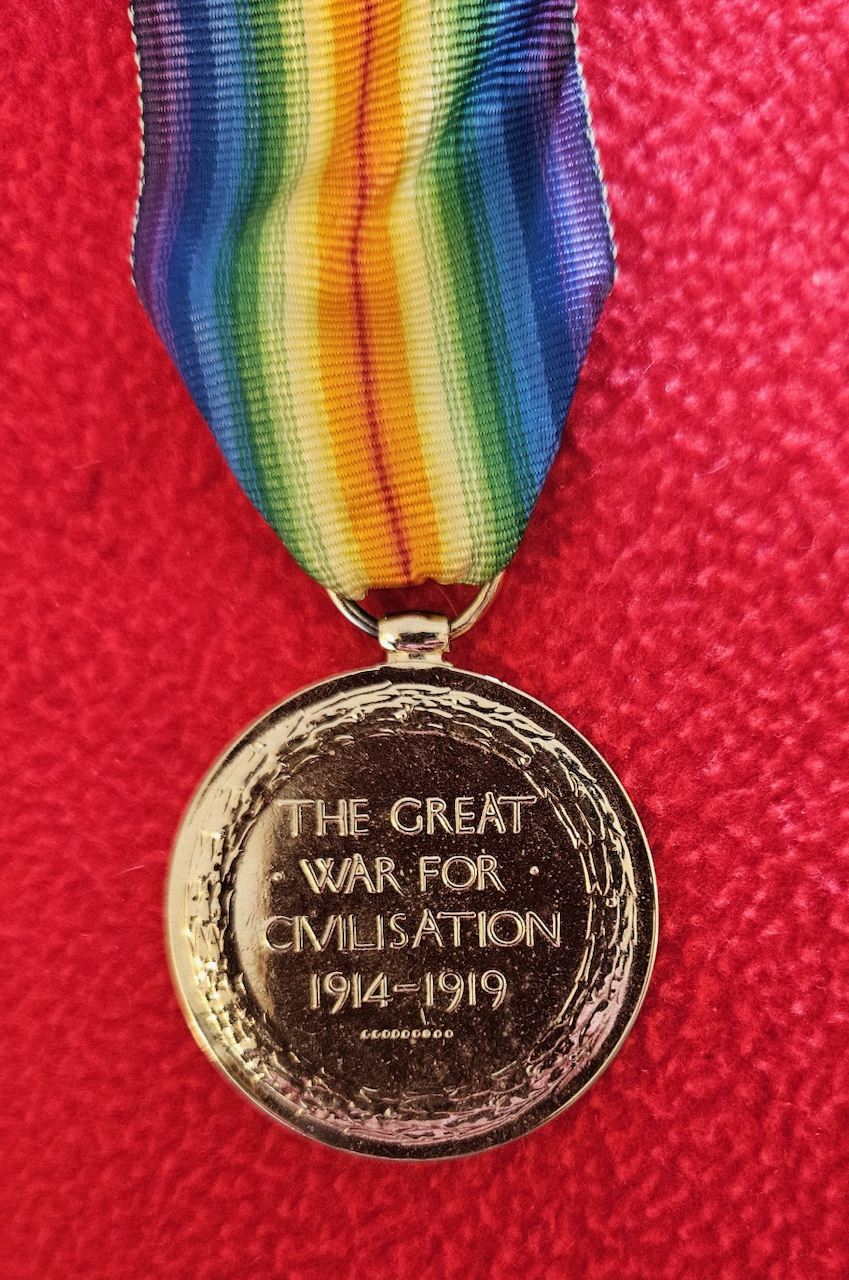 THE GREAT
· WAR FOR ·
CIVILISATION
1914-1919